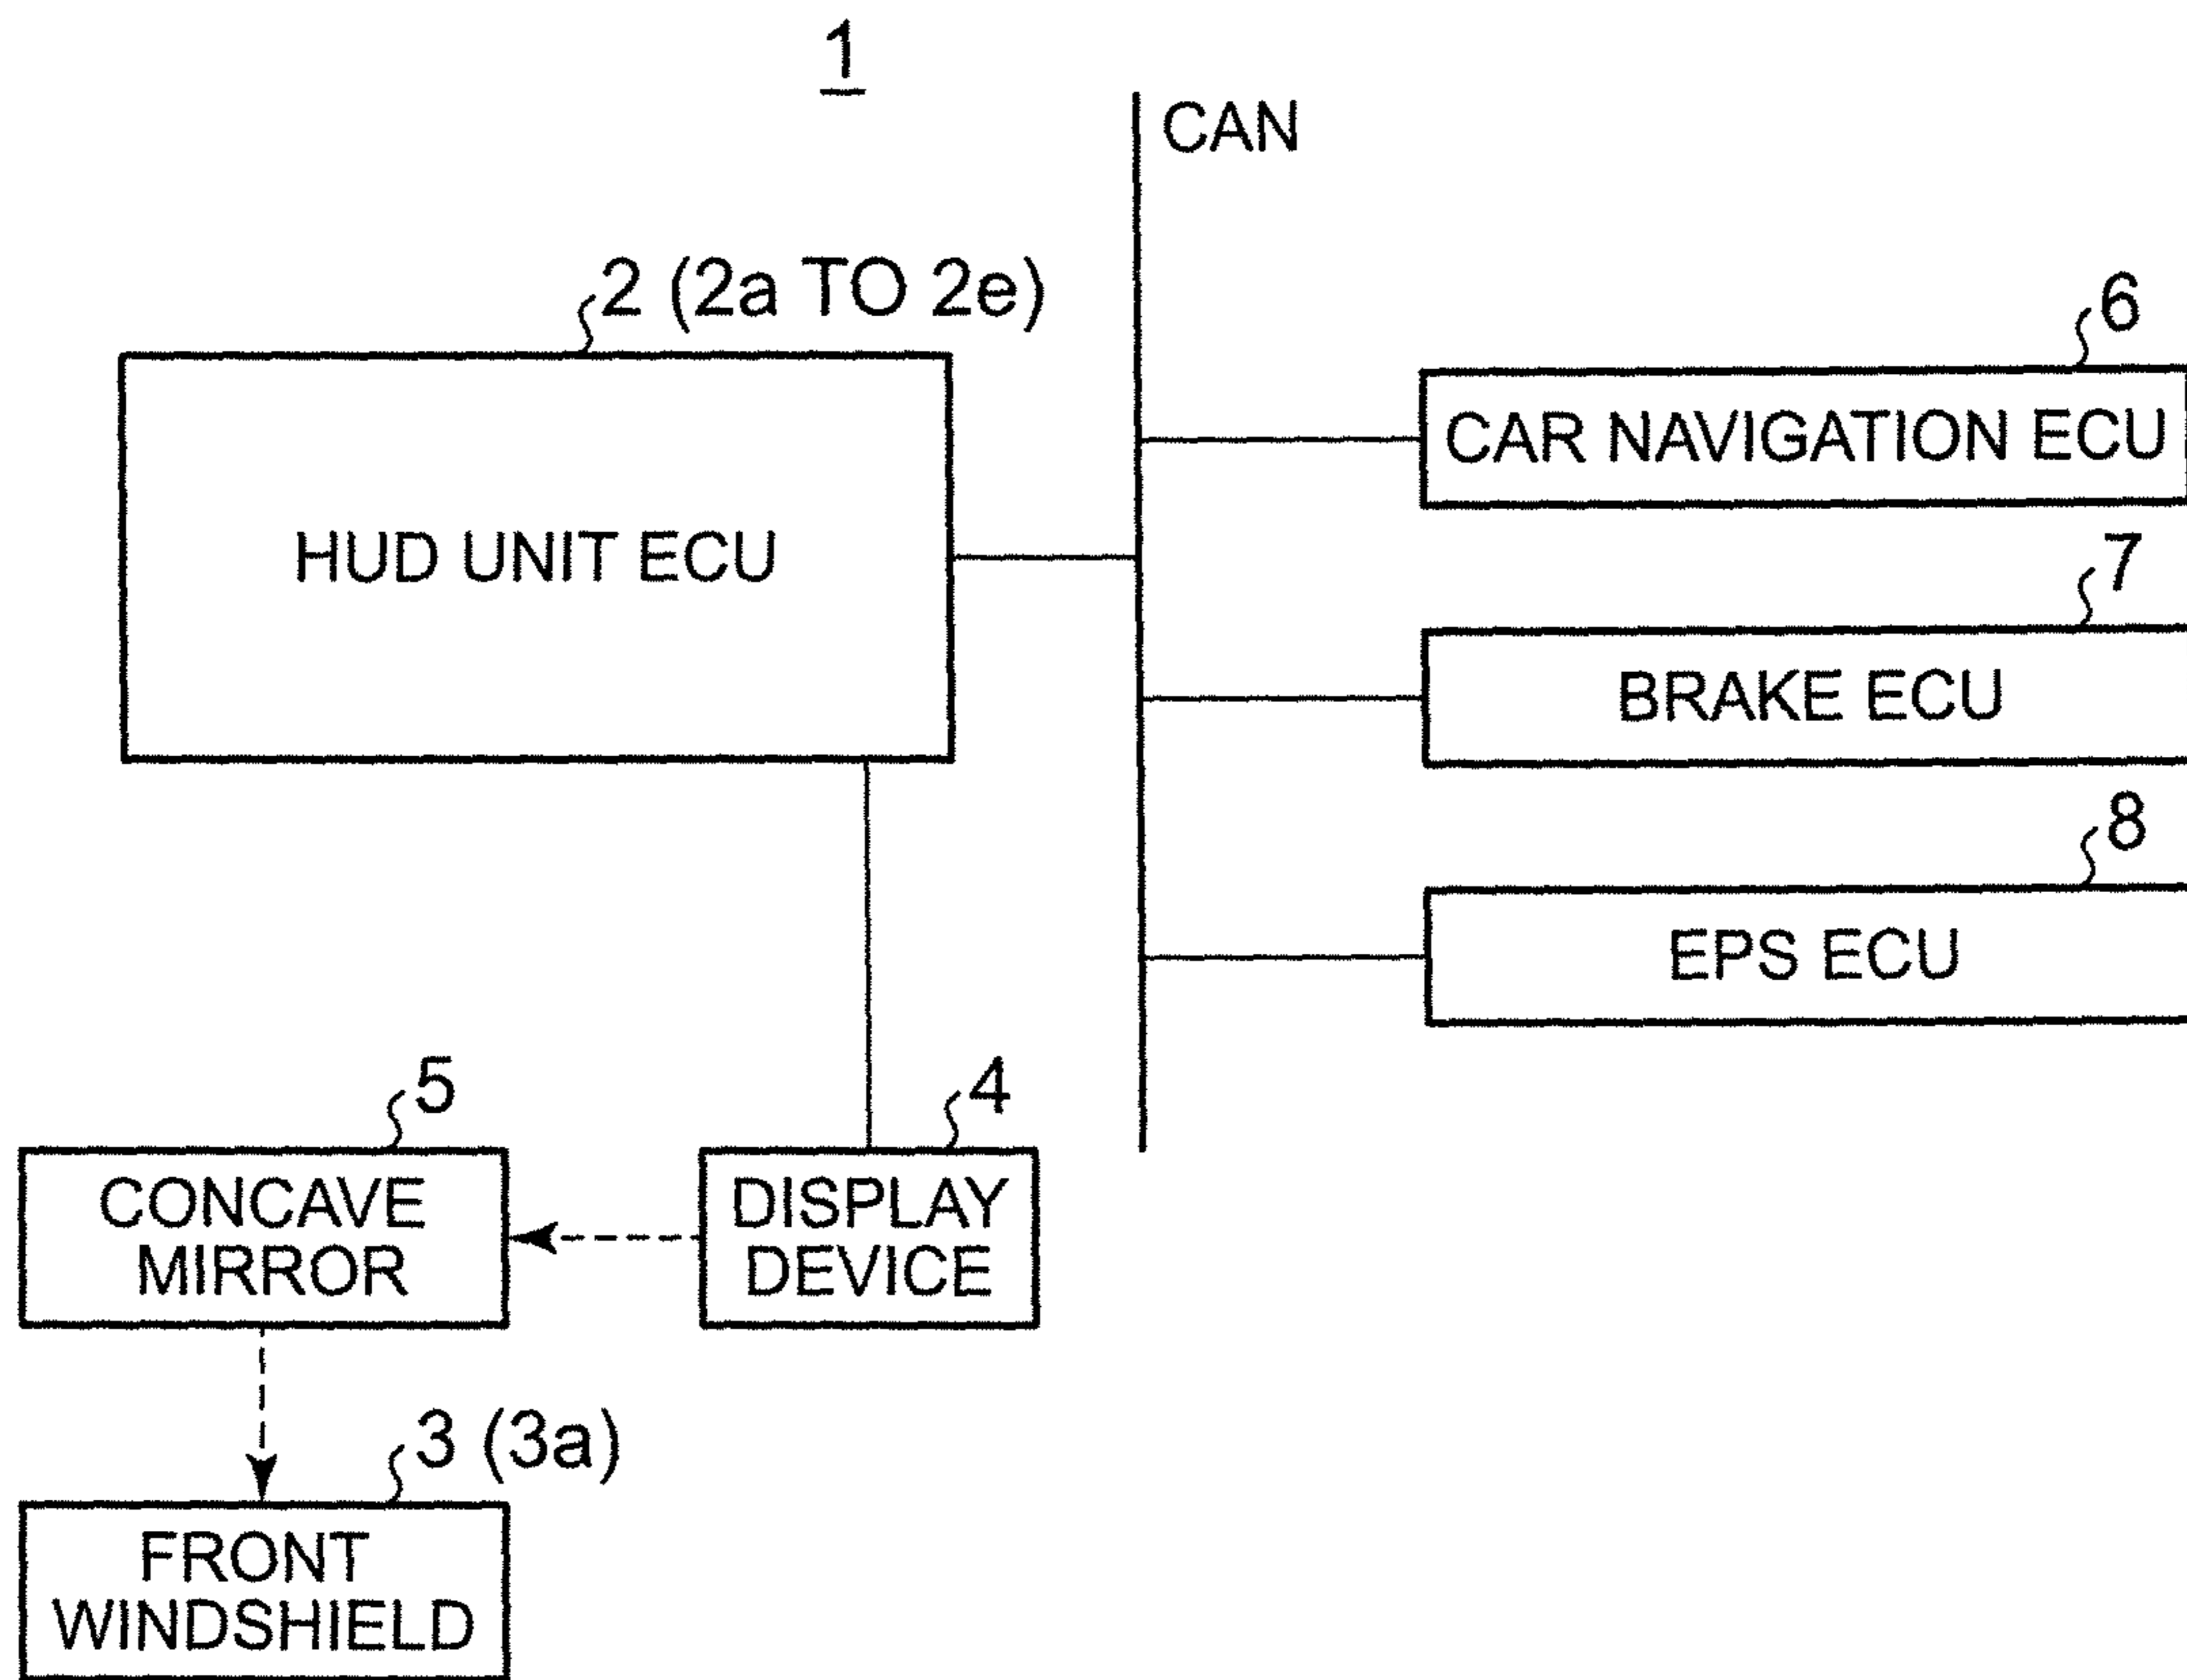 1
CAN
2 (2a TO 2e)
HUD UNIT ECU
6
CAR NAVIGATION ECU
7
BRAKE ECU
8
EPS ECU
5
CONCAVE
MIRROR
4
DISPLAY
DEVICE
3 (3a)
FRONT
WINDSHIELD